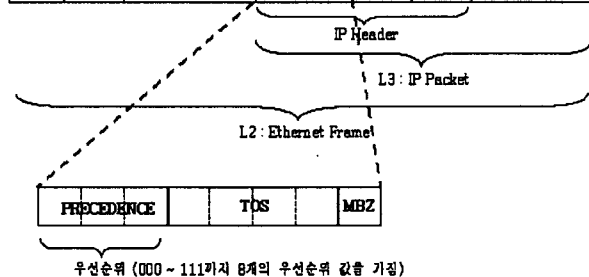 IP Header
L3 : IP Packet
L2 : Ethernet Frame
PRECEDENCE TOS MBZ
우선순위 (000 ~ 111까지 8개의 우선순위 값을 가짐)